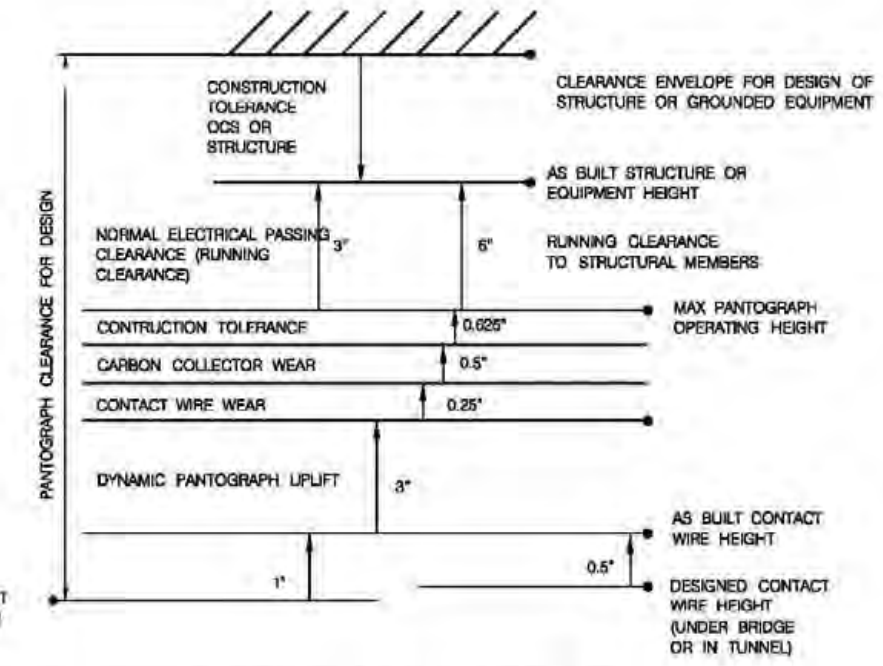 CONSTRUCTION
TOLERANCE
OCS OR
STRUCTURE
CLEARANCE ENVELOPE FOR DESIGN OF
STRUCTURE OR GROUNDED EQUIPMENT
AS BUILT STRUCTURE OR
EQUIPMENT HEIGHT
PANTOGRAPH CLEARANCE FOR DESIGN
NORMAL ELECTRICAL PASSING
CLEARANCE (RUNNING
CLEARANCE)
3"
6"
RUNNING CLEARANCE
TO STRUCTURAL MEMBERS
MAX PANTOGRAPH
OPERATING HEIGHT
CONTRUCTION TOLERANCE
0.625"
CARBON COLLECTOR WEAR
0.5"
CONTACT WIRE WEAR
0.25"
DYNAMIC PANTOGRAPH UPLIFT
3"
AS BUILT CONTACT
WIRE HEIGHT
1"
0.5"
DESIGNED CONTACT
WIRE HEIGHT
(UNDER BRIDGE
OR IN TUNNEL)